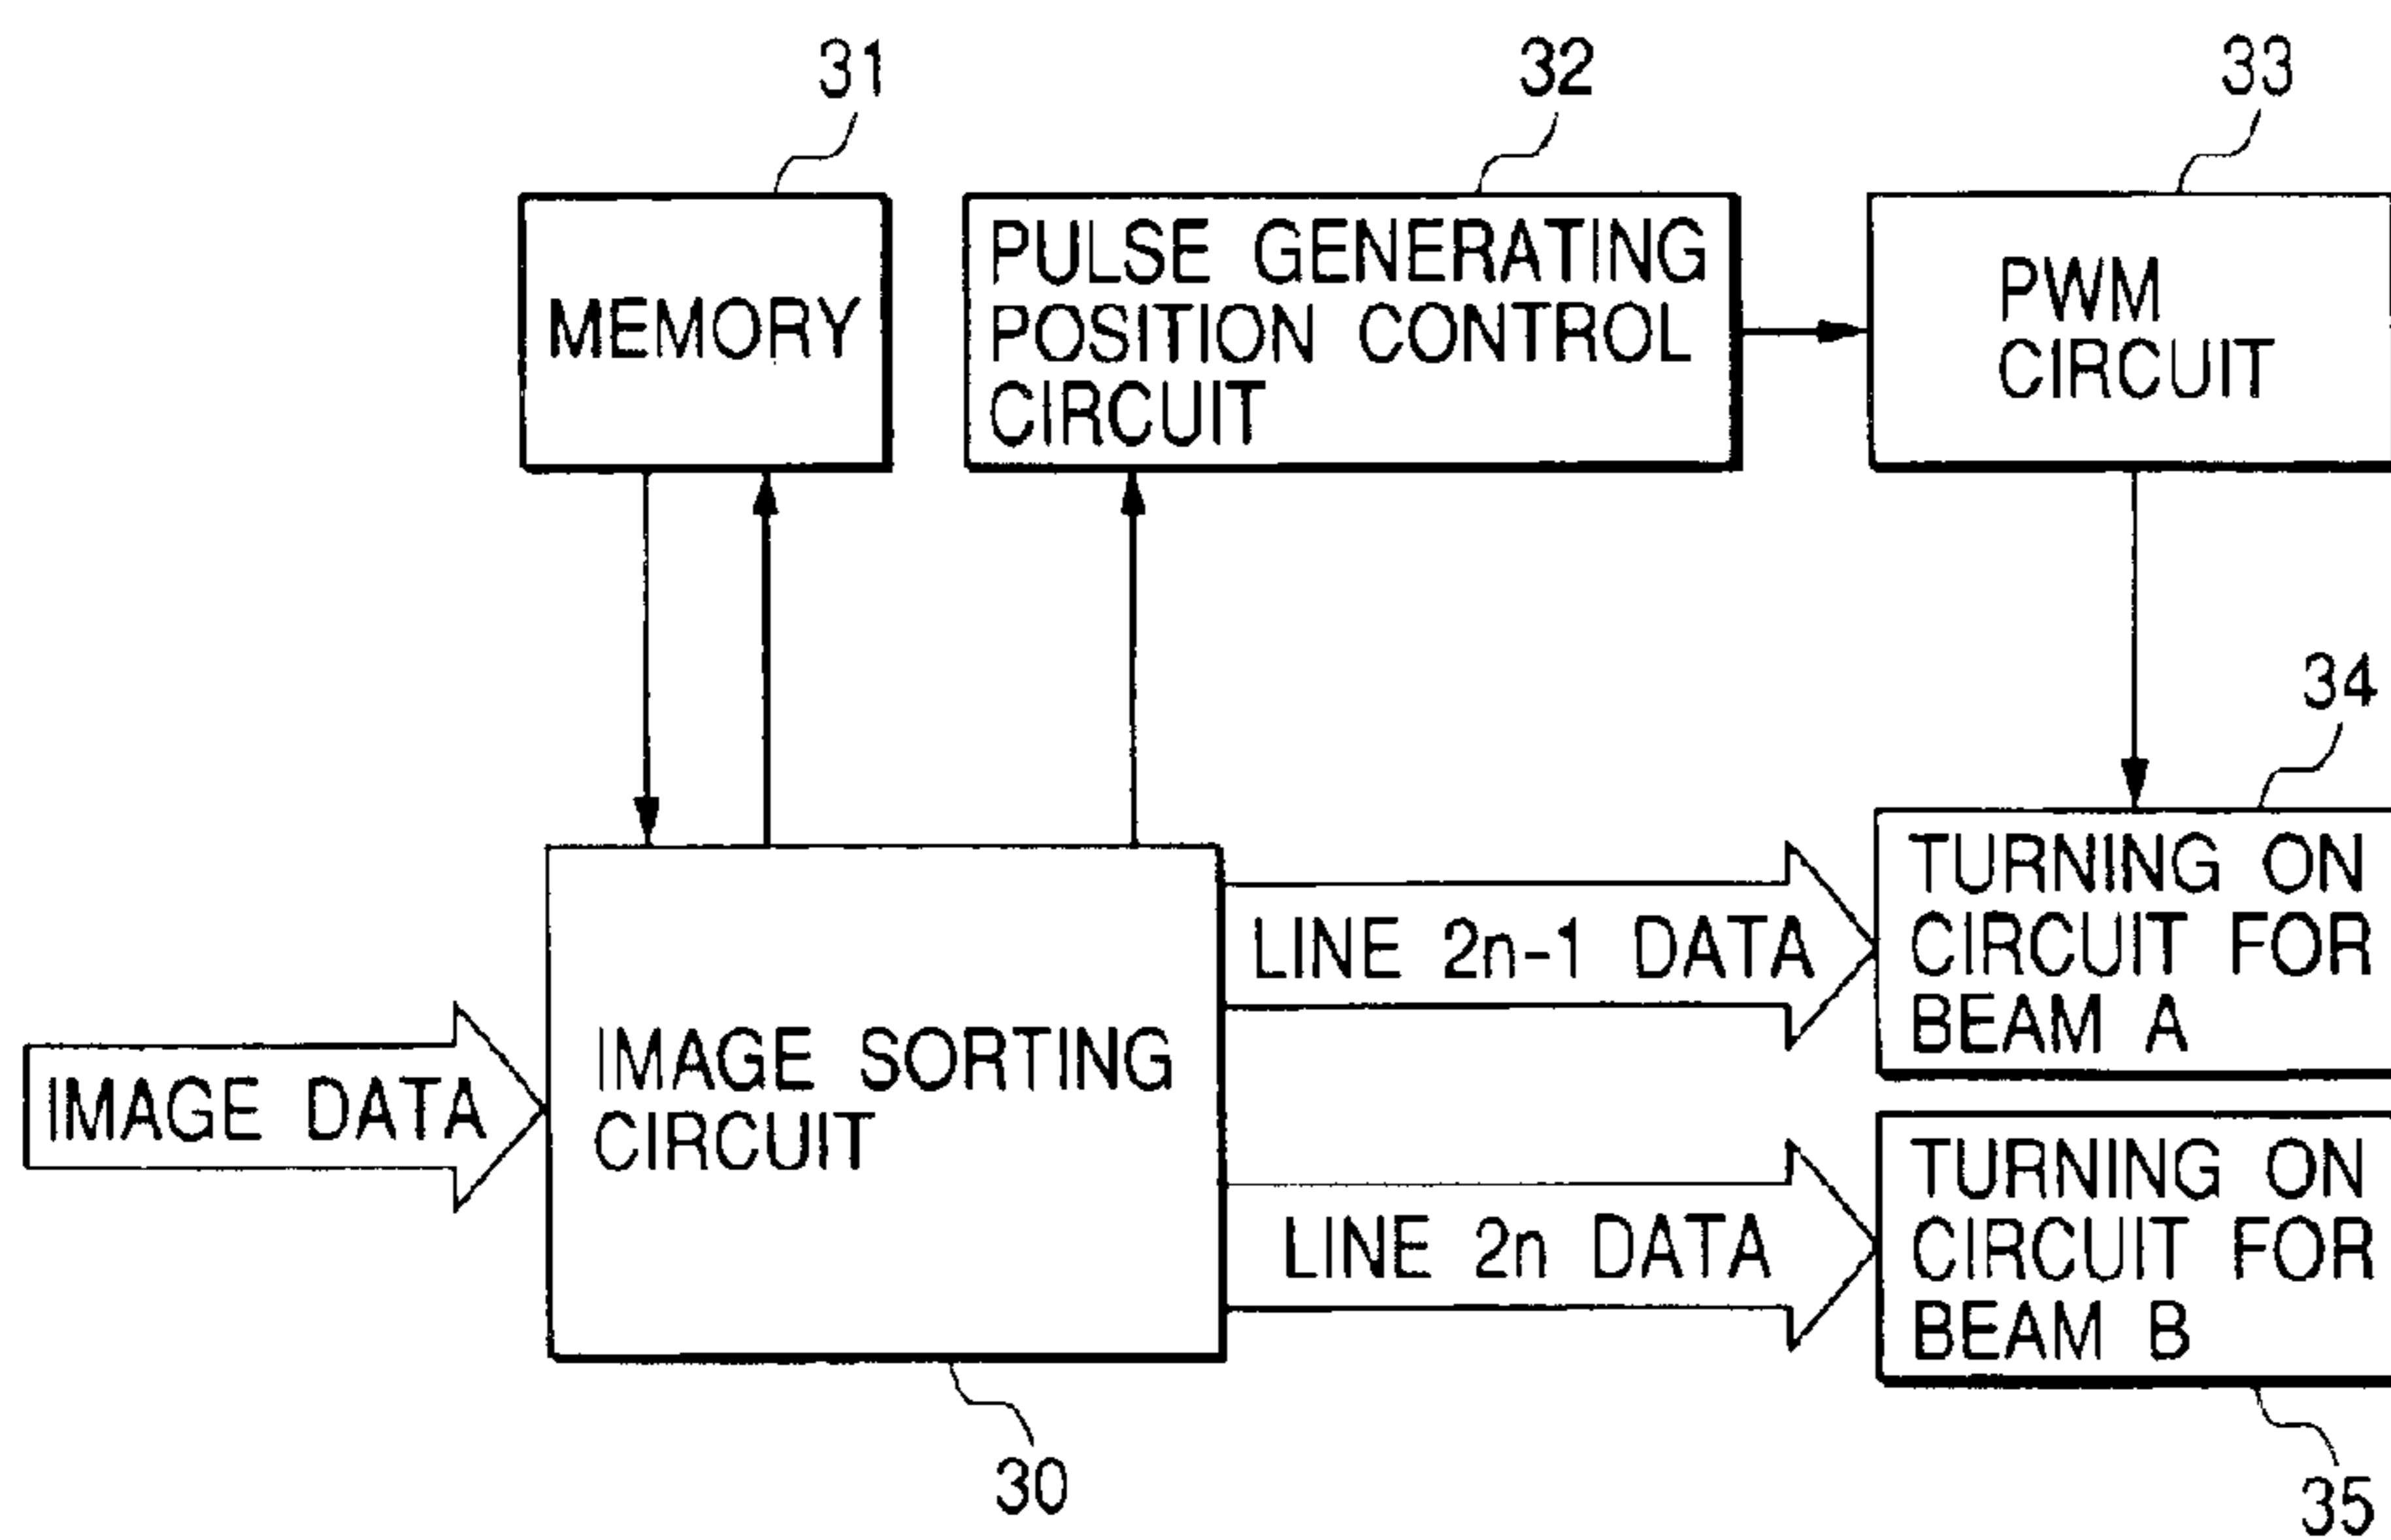 31
32
33
MEMORY
PULSE GENERATING
POSITION CONTROL
CIRCUIT
PWM
CIRCUIT
34
TURNING ON
CIRCUIT FOR
BEAM A
LINE 2n-1 DATA
IMAGE DATA
IMAGE SORTING
CIRCUIT
LINE 2n DATA
TURNING ON
CIRCUIT FOR
BEAM B
30
35